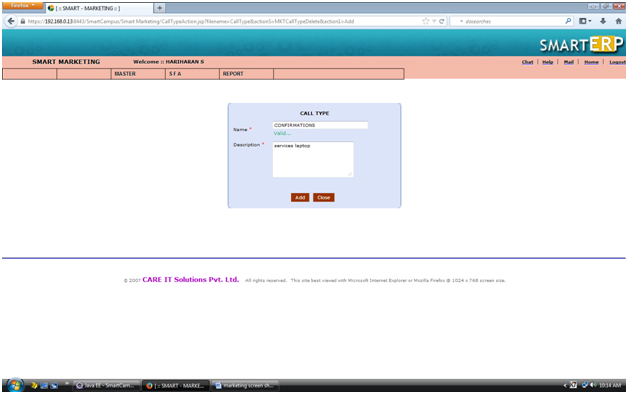 Firefox
[ :: SMART - MARKETING :: ]
https://192.168.0.13:8443/SmartCampus/Smart Marketing/CallTypeAction.jsp?filename=CallType&actionS=MKTCallTypeDelete&action1=Add
dosearches
SMARTERP
SMART MARKETING Welcome :: HARIHARAN S Chat | Help | Mail | Home | Logout
MASTER S F A REPORT
CALL TYPE
Name * CONFIRMATIONS
Valid...
Description * services laptop
Add Close
© 2007 CARE IT Solutions Pvt. Ltd. All rights reserved. This site best viewed with Microsoft Internet Explorer or Mozilla Firefox @ 1024 x 768 screen size.
Java EE - SmartCam... [ :: SMART - MARKE... marketing screen sh... 10:14 AM